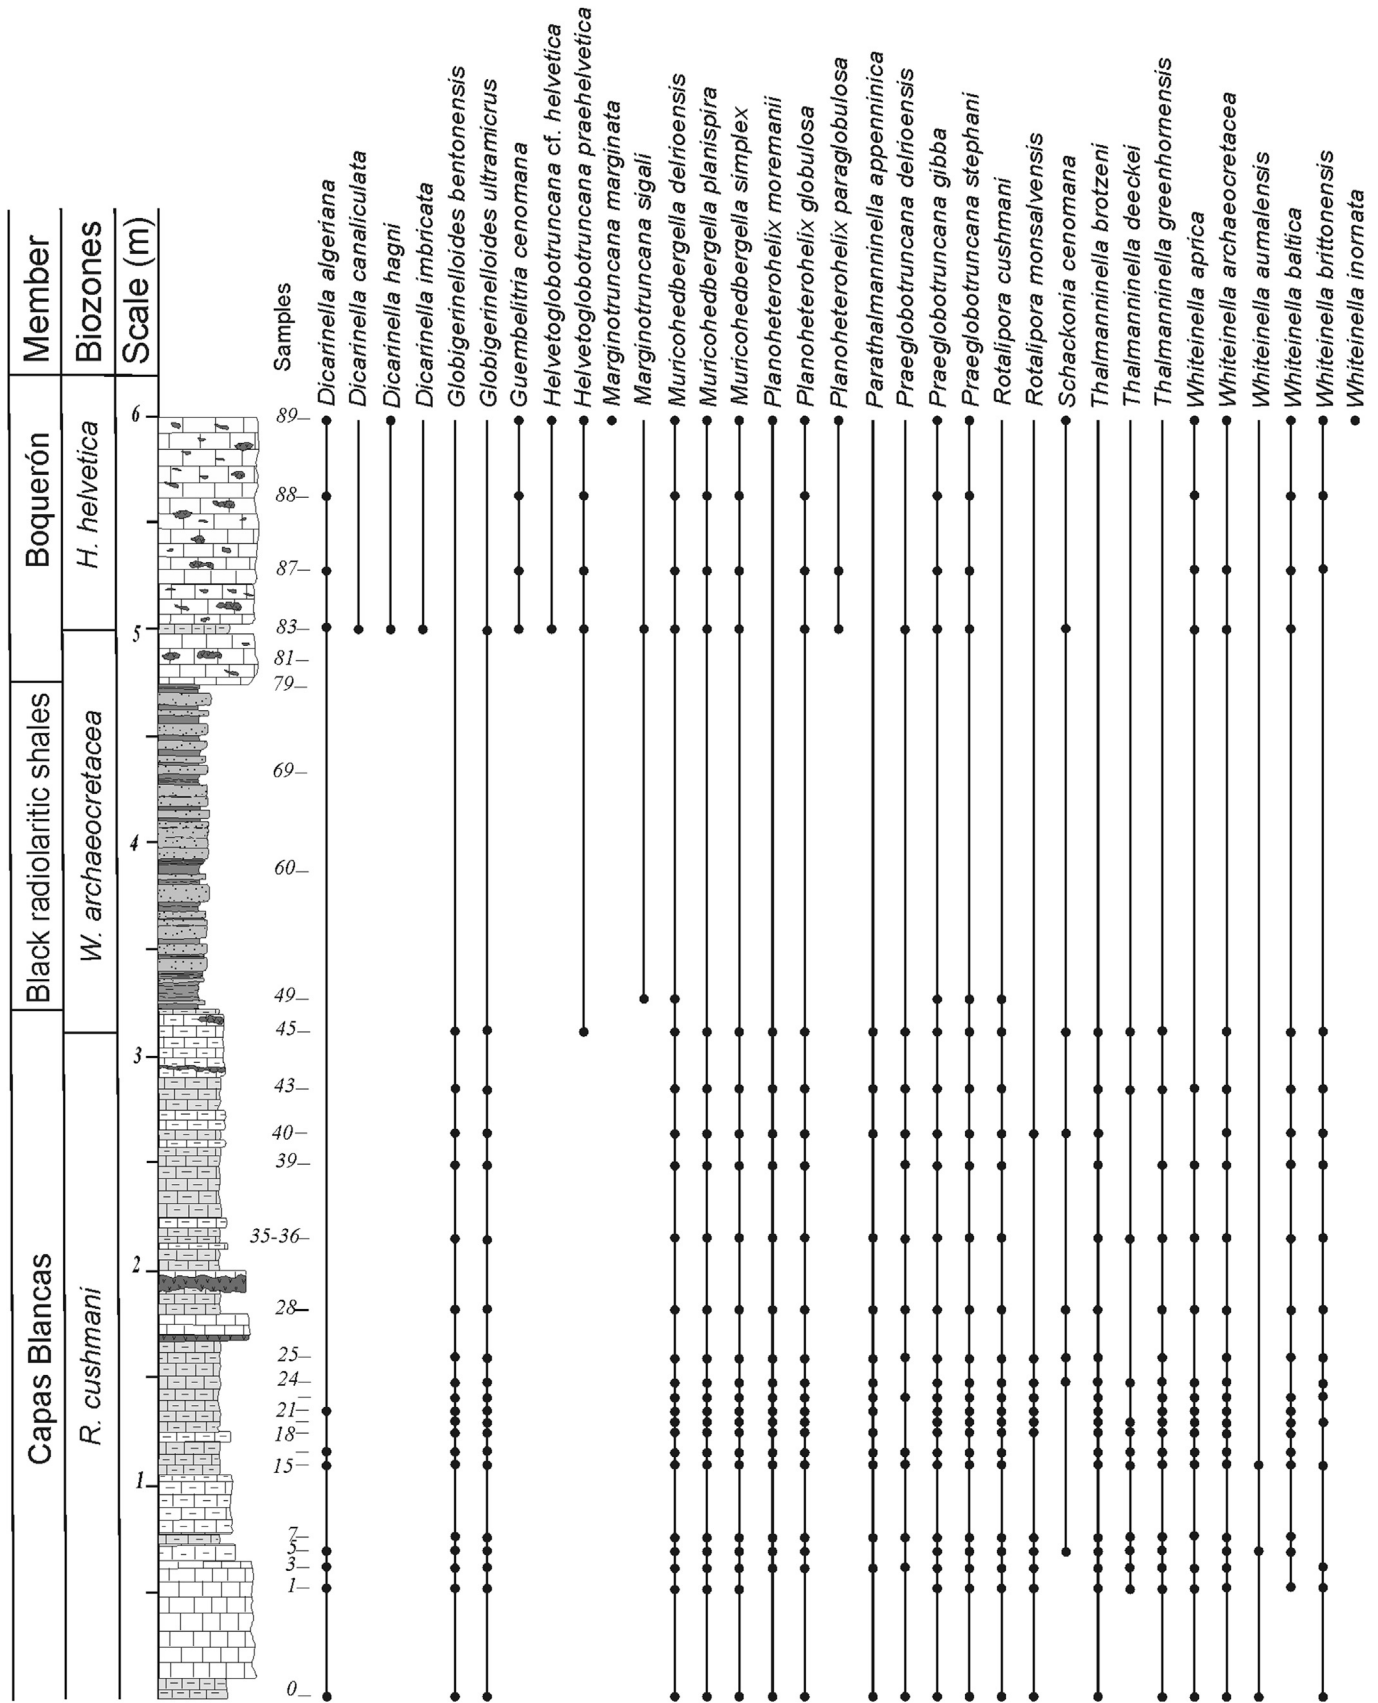 Member
Biozones
Scale (m)
Samples
Dicarinella algeriana
Dicarinella canaliculata
Dicarinella hagni
Dicarinella imbricata
Globigerinelloides bentonensis
Globigerinelloides ultramicrus
Guembelitria cenomana
Helvetoglobotruncana cf. helvetica
Helvetoglobotruncana praehelvetica
Marginotruncana marginata
Marginotruncana sigali
Muricohedbergella delrioensis
Muricohedbergella planispira
Muricohedbergella simplex
Planoheterohelix moremanii
Planoheterohelix globulosa
Planoheterohelix paraglobulosa
Parathalmanninella appenninica
Praeglobotruncana delrioensis
Praeglobotruncana gibba
Praeglobotruncana stephani
Rotalipora cushmani
Rotalipora monsalvensis
Schackonia cenomana
Thalmanninella brotzeni
Thalmanninella deeckei
Thalmanninella greenhornensis
Whiteinella aprica
Whiteinella archaeocretacea
Whiteinella aumalensis
Whiteinella baltica
Whiteinella brittonensis
Whiteinella inornata
Boquerón
Black radiolaritic shales
Capas Blancas
H. helvetica
W. archaeocretacea
R. cushmani
6
5
4
3
2
1
89
88
87
83
81
79
69
60
49
45
43
40
39
35-36
28
25
24
21
18
15
7
5
3
1
0